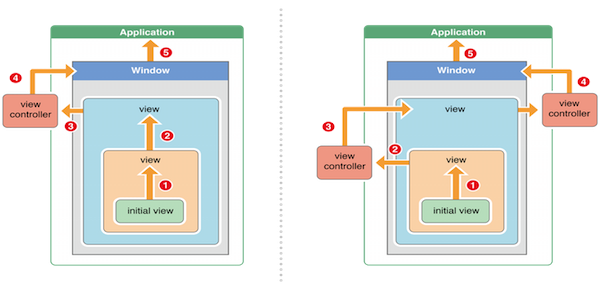 Application
5
Window
4
view
controller
3
view
2
view
1
initial view
Application
5
Window
4
view
controller
view
3
view
controller
2
view
1
initial view